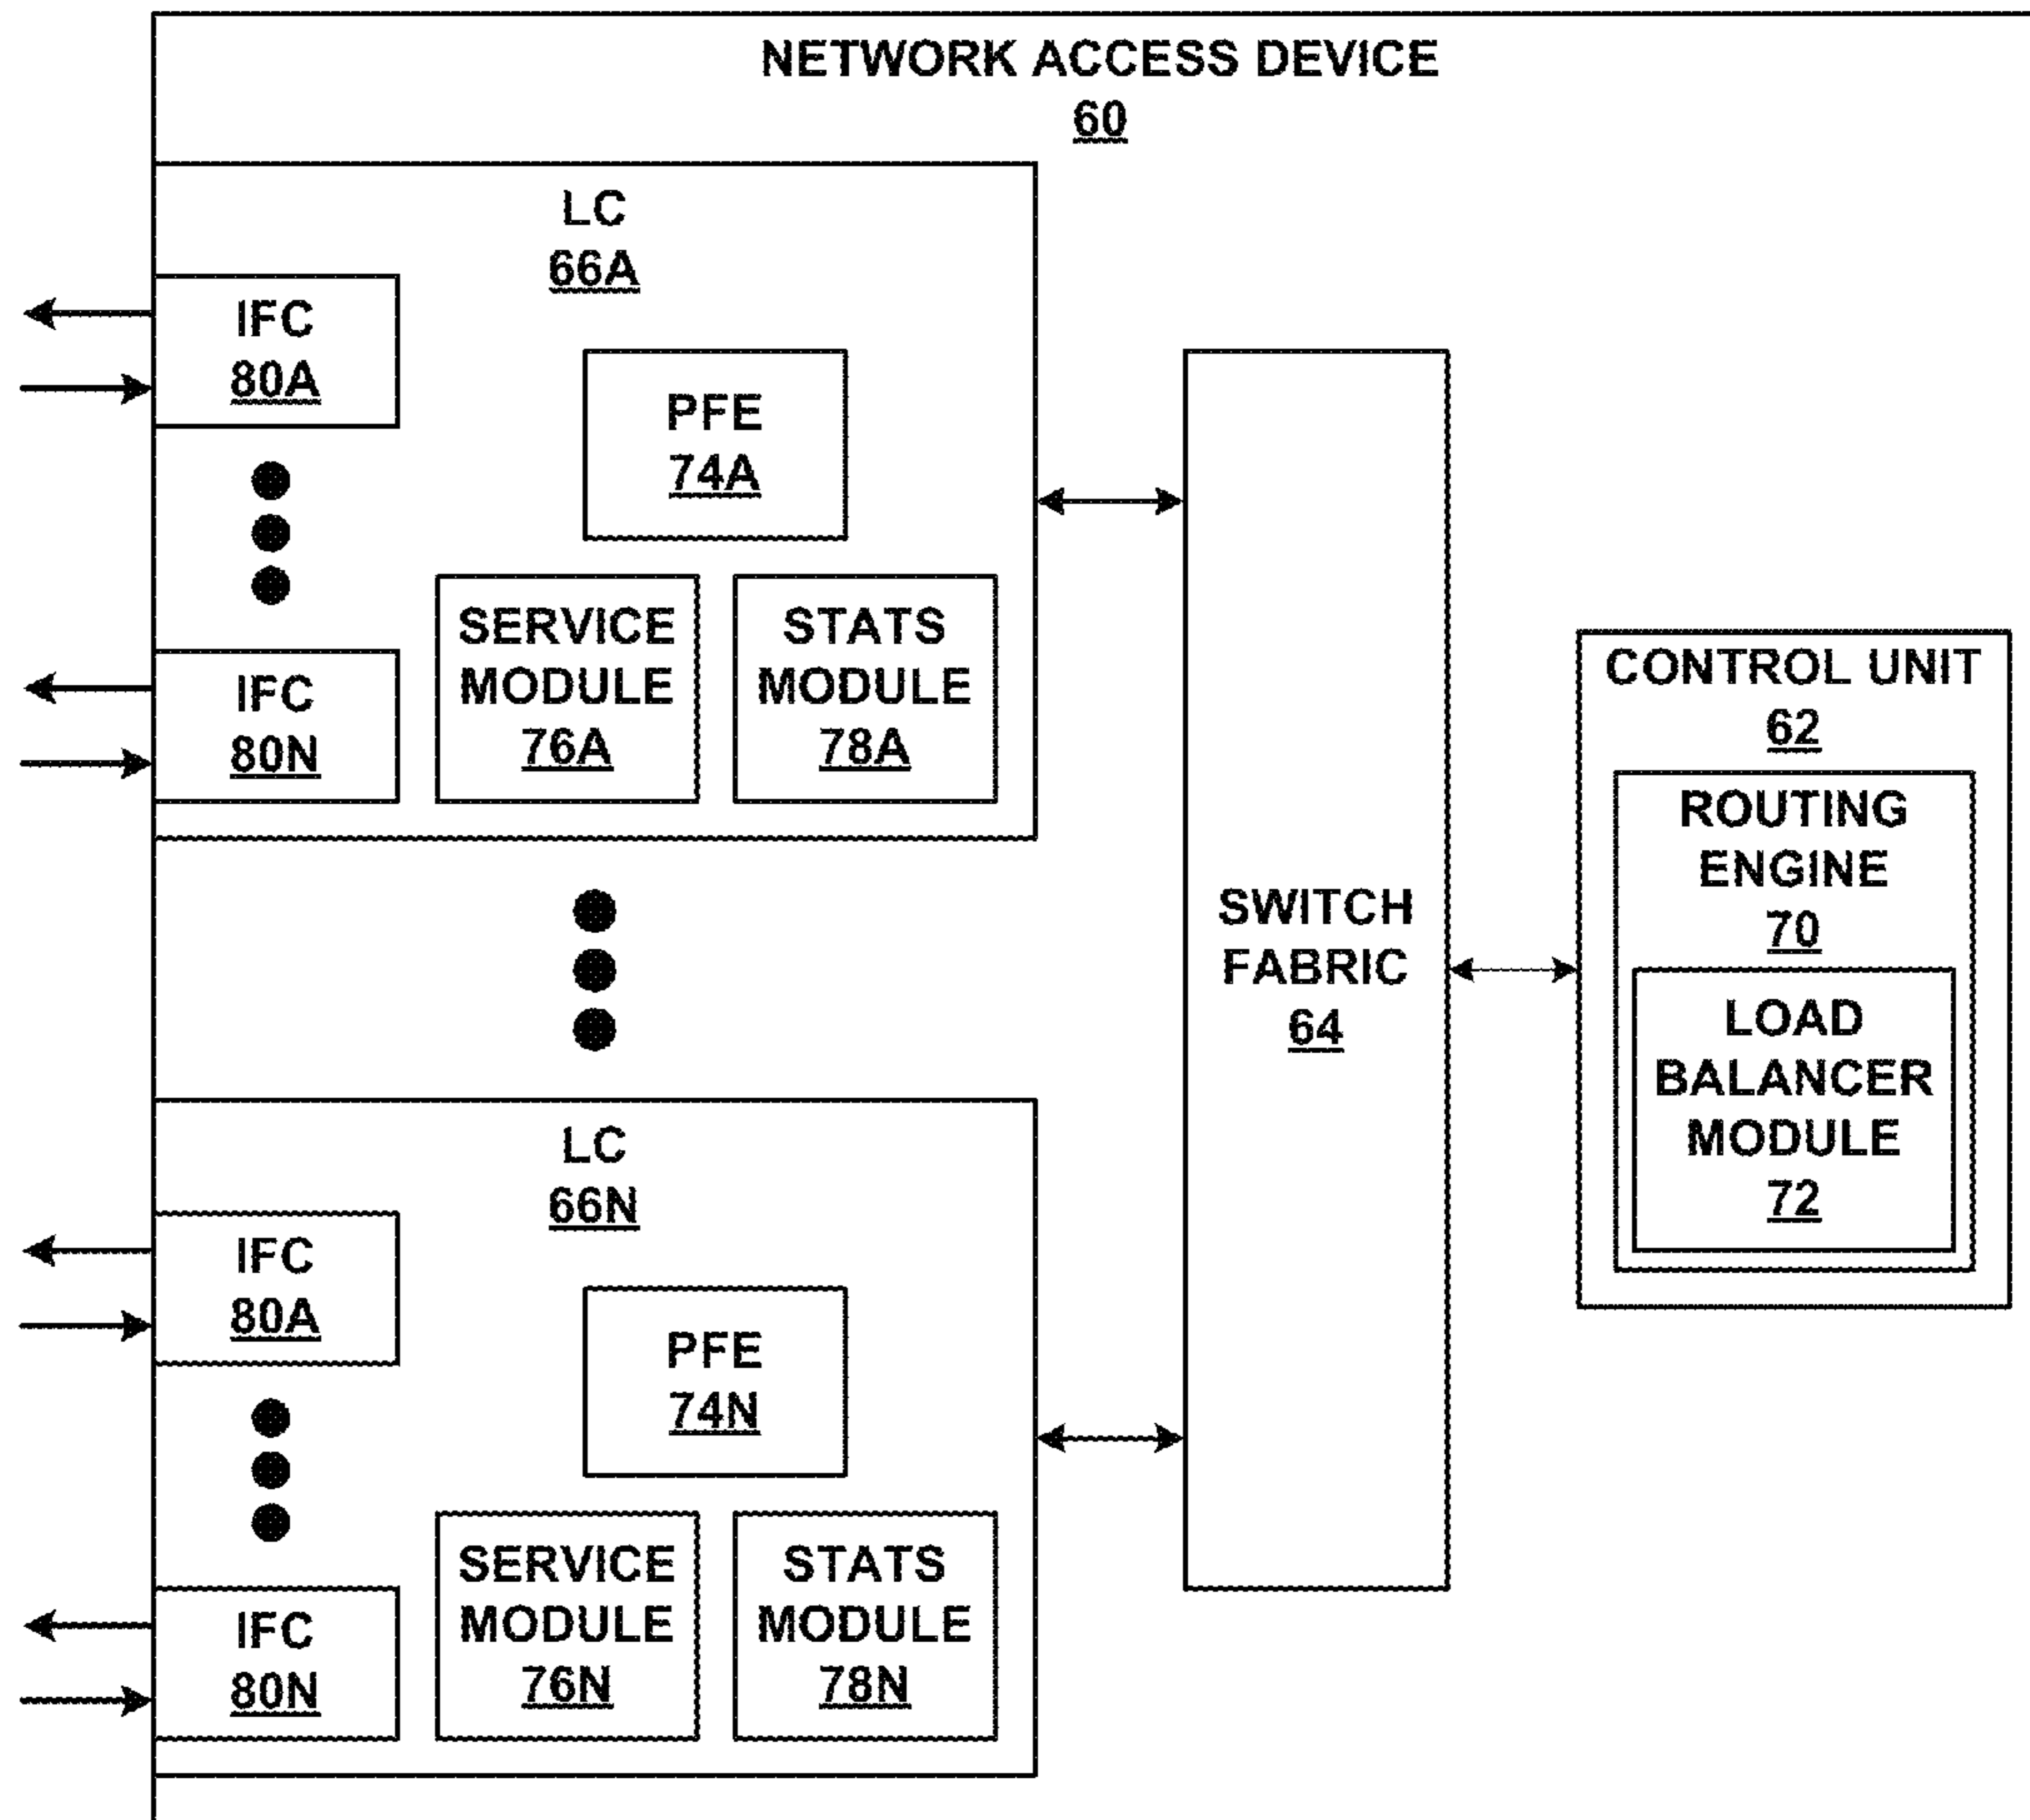 NETWORK ACCESS DEVICE
60
LC
66A
IFC
80A
PFE
74A
IFC
80N
SERVICE
MODULE
76A
STATS
MODULE
78A
SWITCH
FABRIC
64
CONTROL UNIT
62
ROUTING
ENGINE
70
LOAD
BALANCER
MODULE
72
LC
66N
IFC
80A
PFE
74N
IFC
80N
SERVICE
MODULE
76N
STATS
MODULE
78N